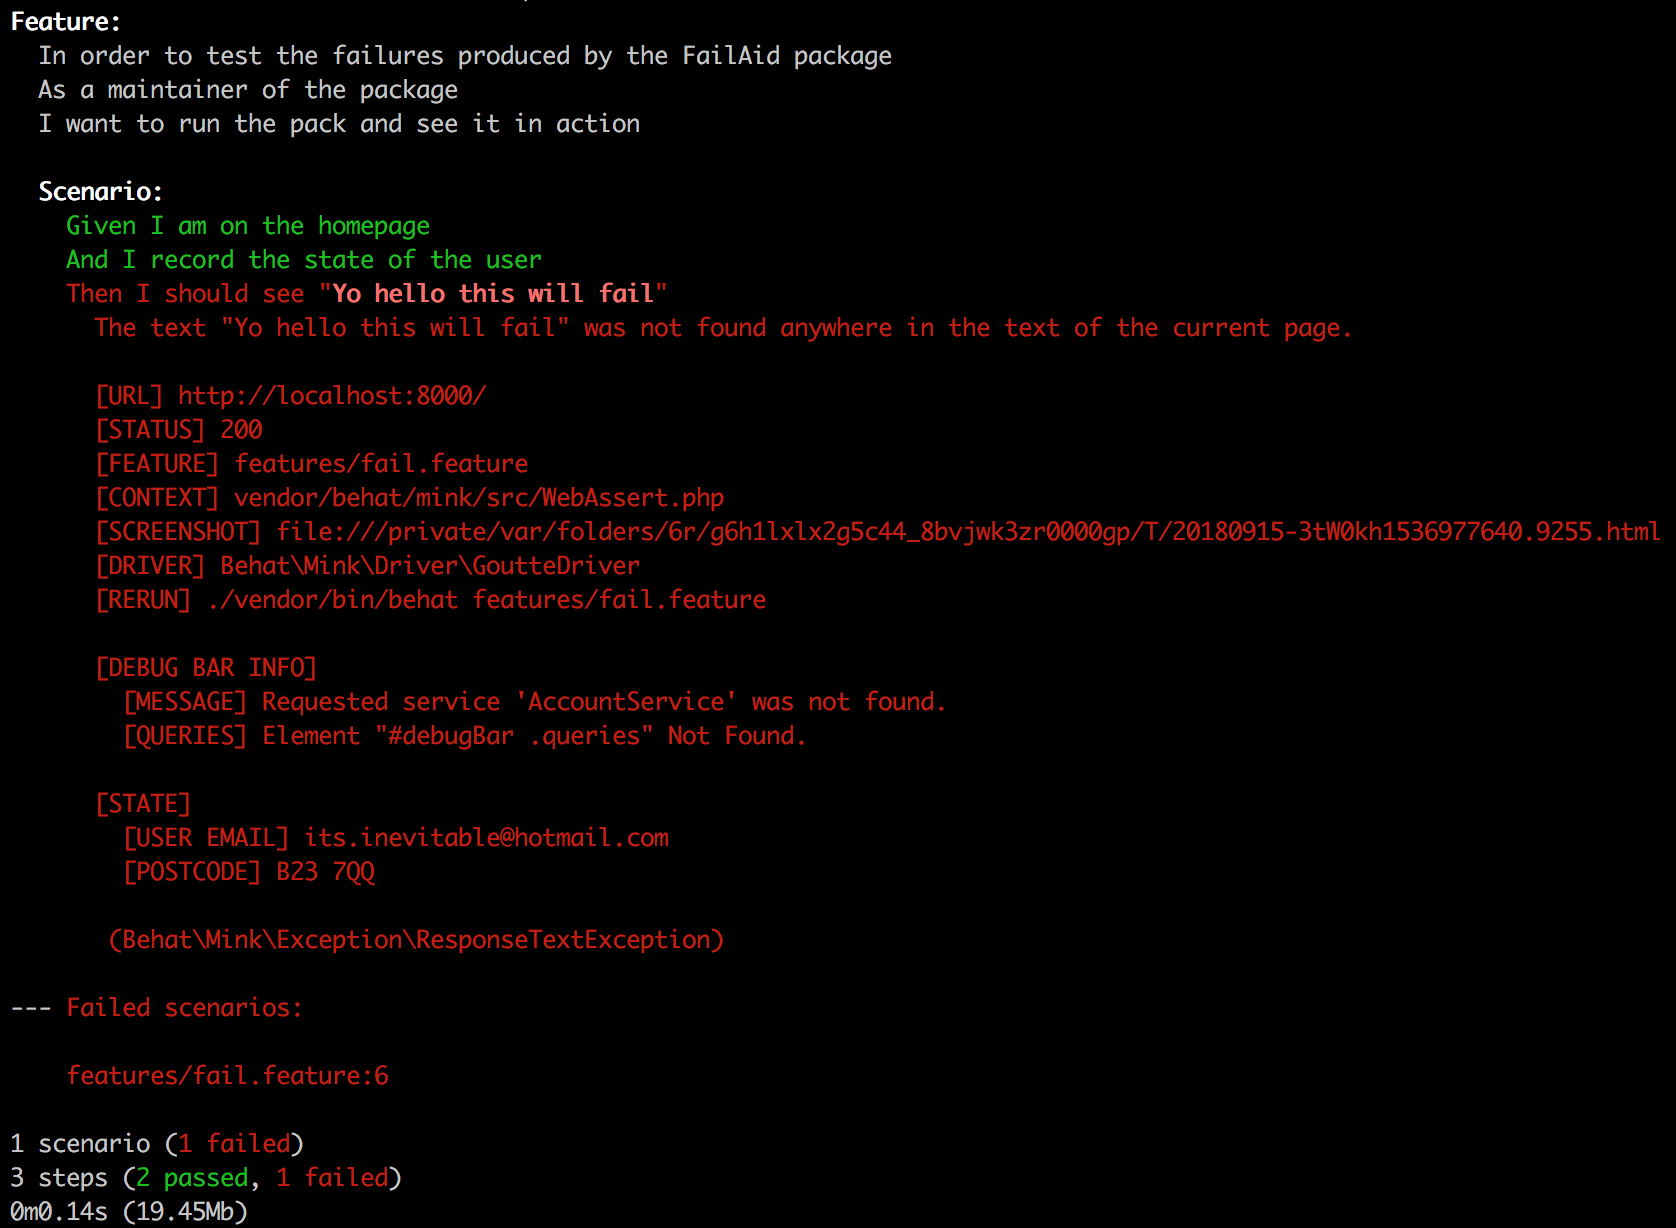 Feature:
In order to test the failures produced by the FailAid package
As a maintainer of the package
I want to run the pack and see it in action
Scenario:
Given I am on the homepage
And I record the state of the user
Then I should see "Yo hello this will fail"
The text "Yo hello this will fail" was not found anywhere in the text of the current page.
[URL] http://localhost:8000/
[STATUS] 200
[FEATURE] features/fail.feature
[CONTEXT] vendor/behat/mink/src/WebAssert.php
[SCREENSHOT] file:///private/var/folders/6r/g6h1lxlx2g5c44_8bvjwk3zr0000gp/T/20180915-3tW0kh1536977640.9255.html
[DRIVER] Behat\Mink\Driver\GoutteDriver
[RERUN] ./vendor/bin/behat features/fail.feature
[DEBUG BAR INFO]
[MESSAGE] Requested service 'AccountService' was not found.
[QUERIES] Element "#debugBar .queries" Not Found.
[STATE]
[USER EMAIL] its.inevitable@hotmail.com
[POSTCODE] B23 7QQ
(Behat\Mink\Exception\ResponseTextException)
--- Failed scenarios:
features/fail.feature:6
1 scenario (1 failed)
3 steps (2 passed, 1 failed)
0m0.14s (19.45Mb)